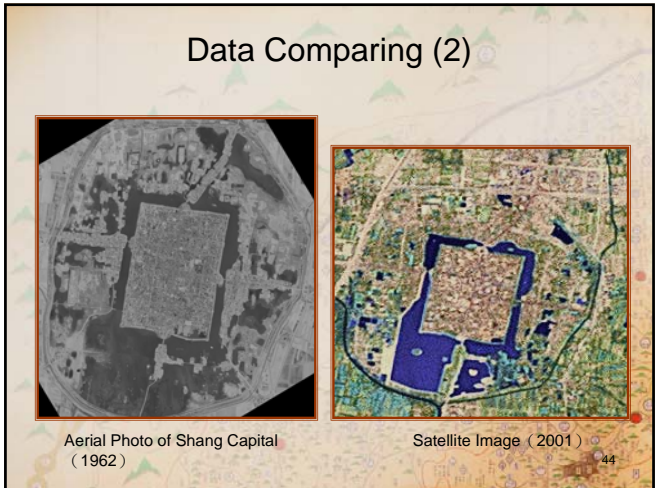 Data Comparing (2)
Aerial Photo of Shang Capital
（1962）
Satellite Image（2001）
44